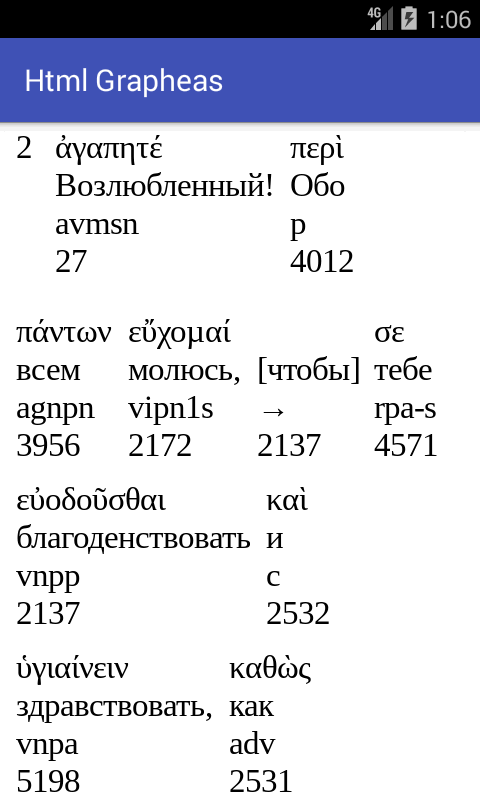 4G 1:06
Html Grapheas
2 ἀγαπητέ περὶ
Возлюбленный! Обо
avmsn p
27 4012
πάντων εὔχομαί σε
всем молюсь, [чтобы] тебе
agnpn vipn1s → rpa-s
3956 2172 2137 4571
εὐοδοῦσθαι καὶ
благоденствовать и
vnpp c
2137 2532
ὑγιαίνειν καθὼς
здравствовать, как
vnpa adv
5198 2531